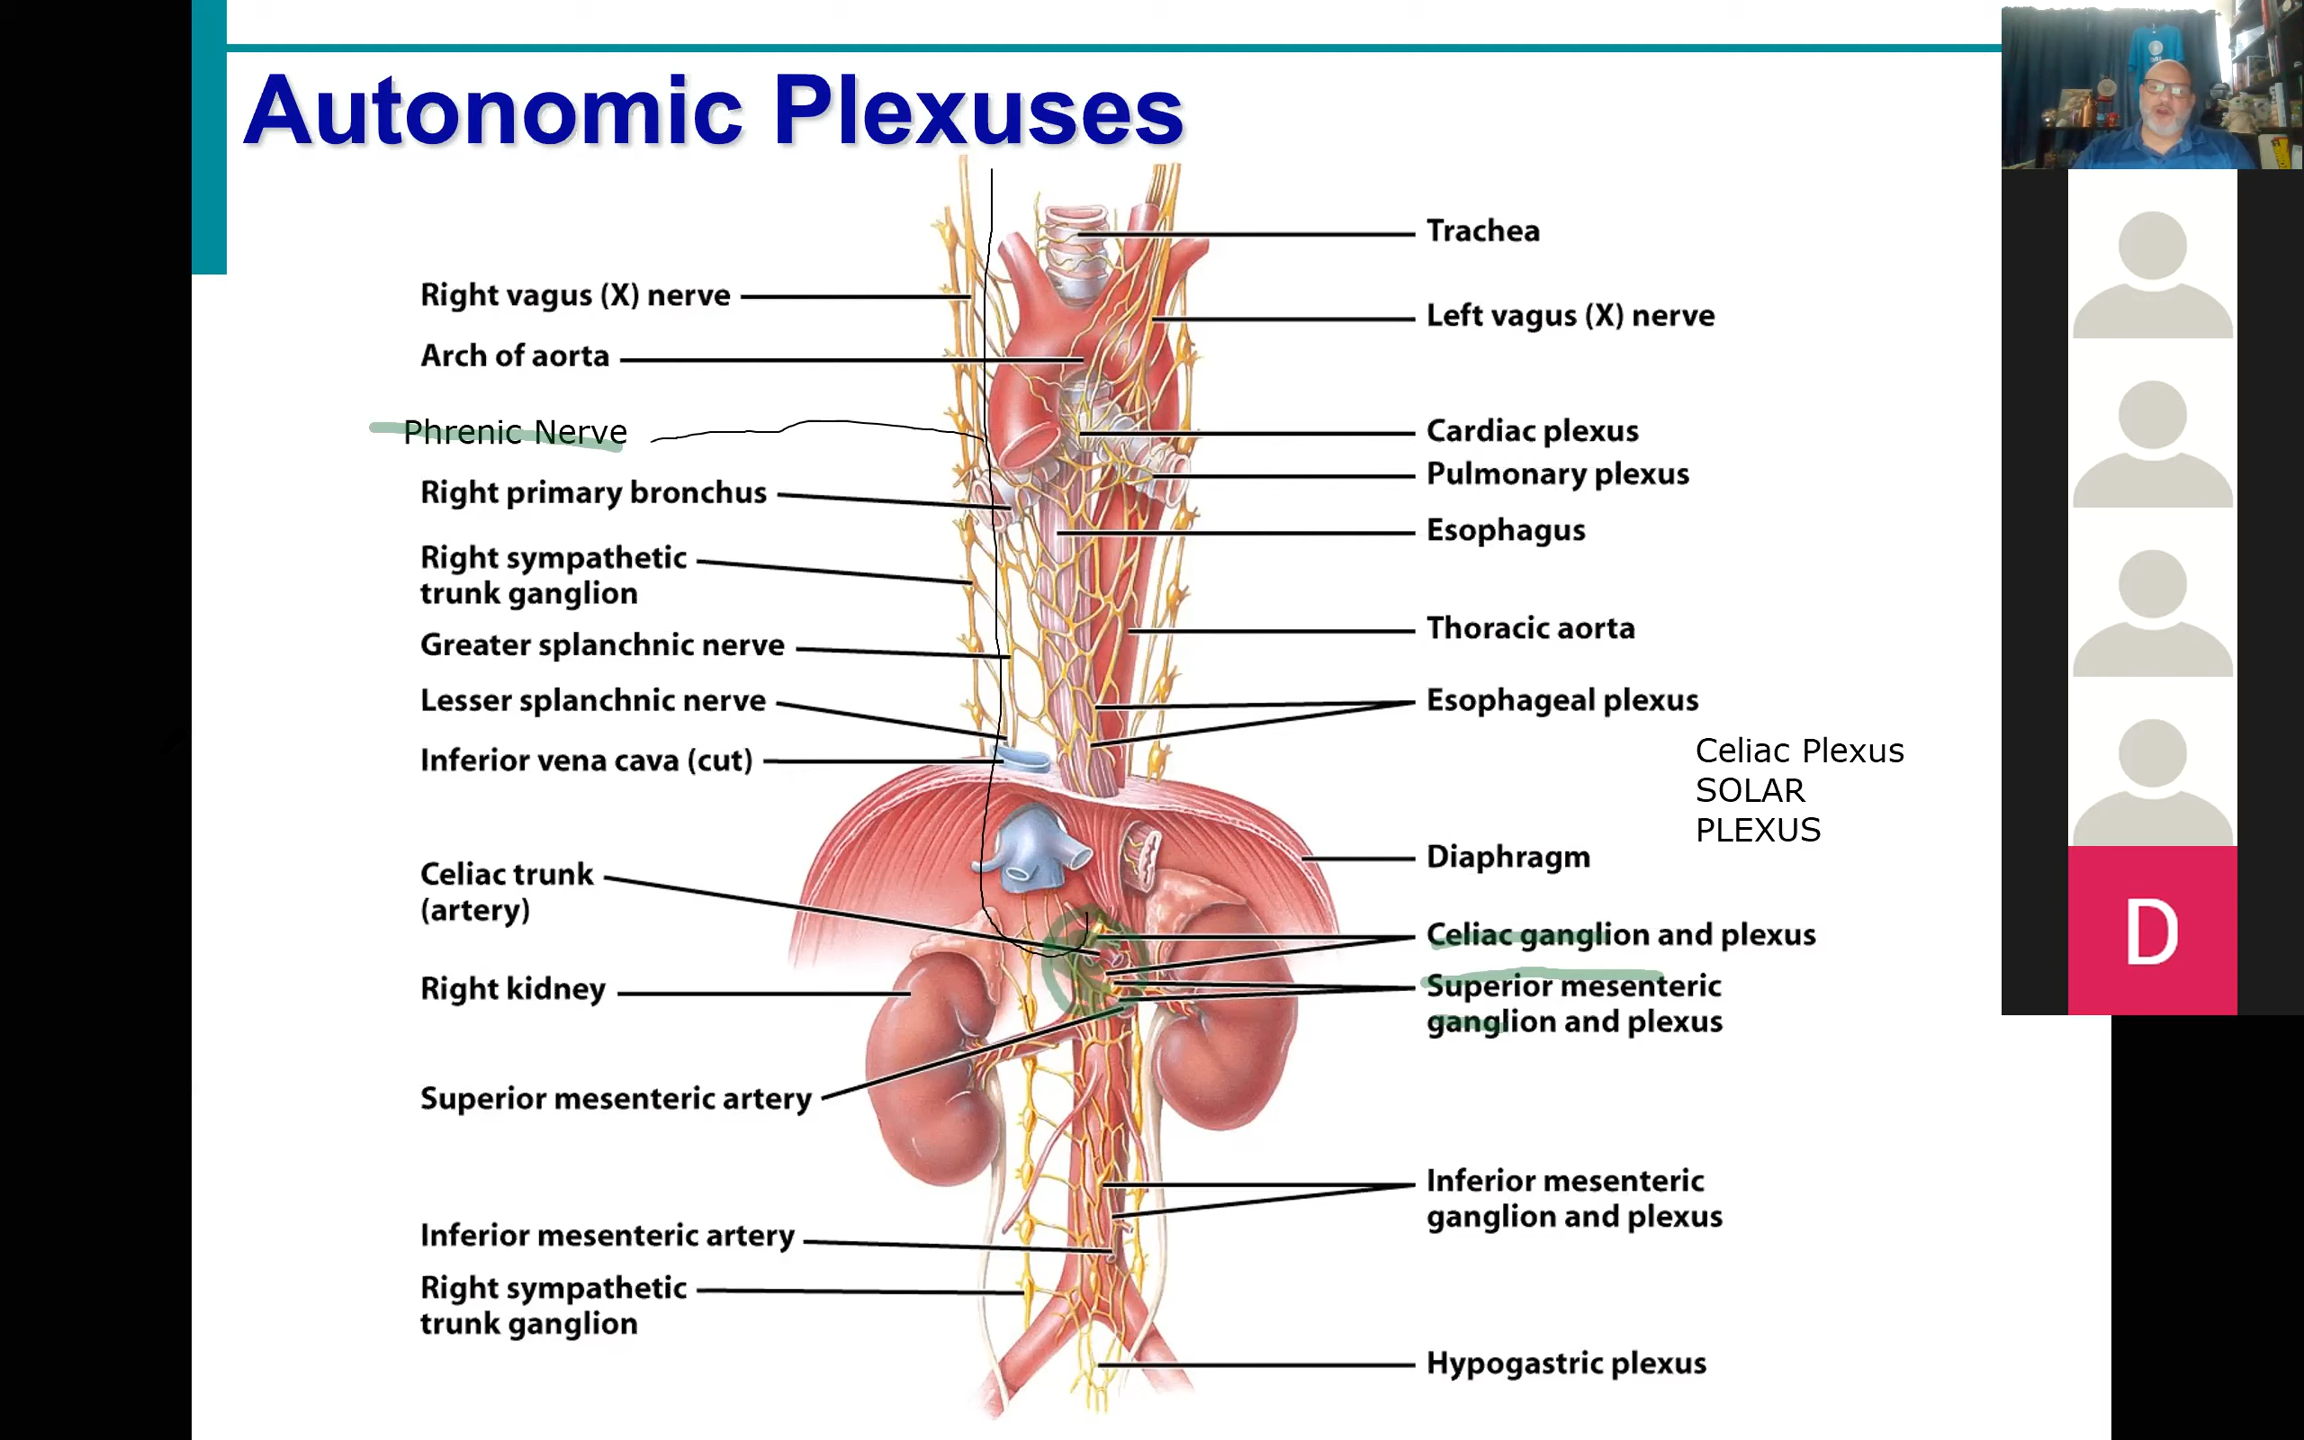 Autonomic Plexuses
Right vagus (X) nerve
Arch of aorta
Phrenic Nerve
Right primary bronchus
Right sympathetic
trunk ganglion
Greater splanchnic nerve
Lesser splanchnic nerve
Inferior vena cava (cut)
Celiac trunk
(artery)
Right kidney
Superior mesenteric artery
Inferior mesenteric artery
Right sympathetic
trunk ganglion
Trachea
Left vagus (X) nerve
Cardiac plexus
Pulmonary plexus
Esophagus
Thoracic aorta
Esophageal plexus
Celiac Plexus
SOLAR
PLEXUS
Diaphragm
Celiac ganglion and plexus
Superior mesenteric
ganglion and plexus
Inferior mesenteric
ganglion and plexus
Hypogastric plexus
D